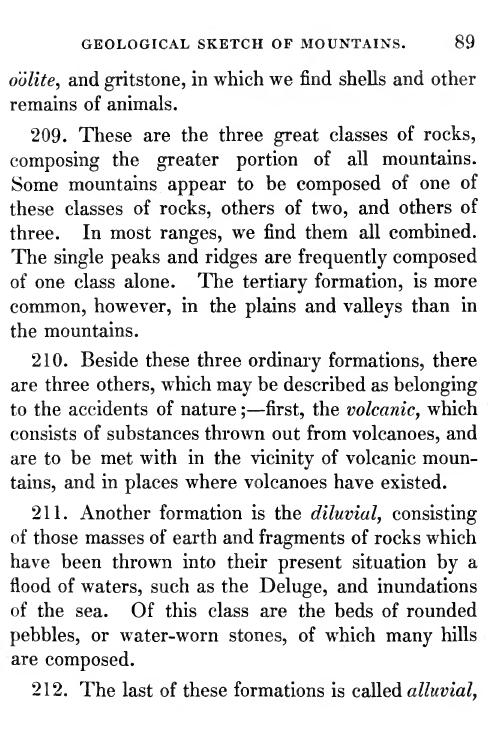 GEOLOGICAL SKETCH OF MOUNTAINS. 89
oölite, and gritstone, in which we find shells and other
remains of animals.
209. These are the three great classes of rocks,
composing the greater portion of all mountains.
Some mountains appear to be composed of one of
these classes of rocks, others of two, and others of
three. In most ranges, we find them all combined.
The single peaks and ridges are frequently composed
of one class alone. The tertiary formation, is more
common, however, in the plains and valleys than in
the mountains.
210. Beside these three ordinary formations, there
are three others, which may be described as belonging
to the accidents of nature;—first, the volcanic, which
consists of substances thrown out from volcanoes, and
are to be met with in the vicinity of volcanic moun-
tains, and in places where volcanoes have existed.
211. Another formation is the diluvial, consisting
of those masses of earth and fragments of rocks which
have been thrown into their present situation by a
flood of waters, such as the Deluge, and inundations
of the sea. Of this class are the beds of rounded
pebbles, or water-worn stones, of which many hills
are composed.
212. The last of these formations is called alluvial,